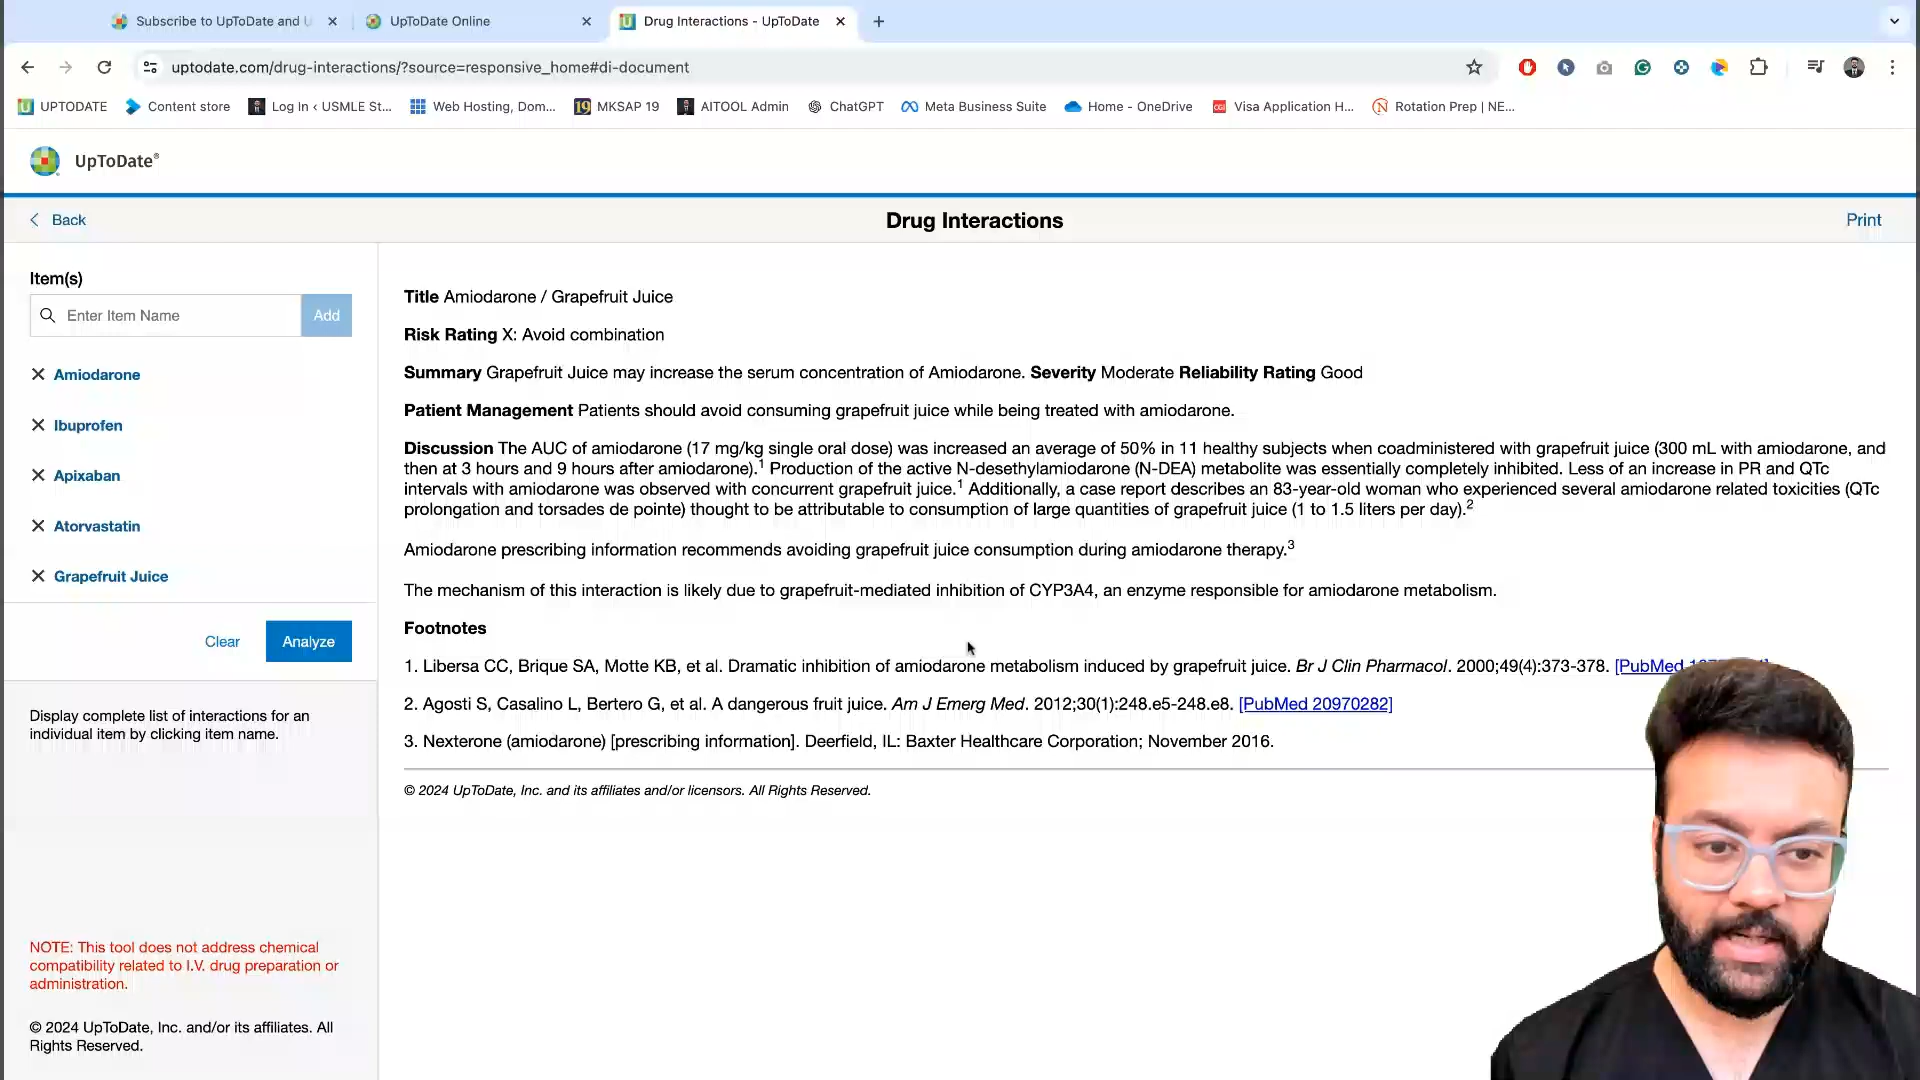 Subscribe to UpToDate and U
UpToDate Online
Drug Interactions - UpToDate
uptodate.com/drug-interactions/?source=responsive_home#di-document
UPTODATE
Content store
Log In ‹ USMLE St...
Web Hosting, Dom...
19 MKSAP 19
AITOOL Admin
ChatGPT
Meta Business Suite
Home - OneDrive
CGI Visa Application H...
Rotation Prep | NE...
UpToDate®
Back
Drug Interactions
Print
Item(s)
Enter Item Name
Add
Amiodarone
Ibuprofen
Apixaban
Atorvastatin
Grapefruit Juice
Clear
Analyze
Display complete list of interactions for an
individual item by clicking item name.
NOTE: This tool does not address chemical
compatibility related to I.V. drug preparation or
administration.
© 2024 UpToDate, Inc. and/or its affiliates. All
Rights Reserved.
Title Amiodarone / Grapefruit Juice
Risk Rating X: Avoid combination
Summary Grapefruit Juice may increase the serum concentration of Amiodarone. Severity Moderate Reliability Rating Good
Patient Management Patients should avoid consuming grapefruit juice while being treated with amiodarone.
Discussion The AUC of amiodarone (17 mg/kg single oral dose) was increased an average of 50% in 11 healthy subjects when coadministered with grapefruit juice (300 mL with amiodarone, and
then at 3 hours and 9 hours after amiodarone).1 Production of the active N-desethylamiodarone (N-DEA) metabolite was essentially completely inhibited. Less of an increase in PR and QTc
intervals with amiodarone was observed with concurrent grapefruit juice.1 Additionally, a case report describes an 83-year-old woman who experienced several amiodarone related toxicities (QTc
prolongation and torsades de pointe) thought to be attributable to consumption of large quantities of grapefruit juice (1 to 1.5 liters per day).2
Amiodarone prescribing information recommends avoiding grapefruit juice consumption during amiodarone therapy.3
The mechanism of this interaction is likely due to grapefruit-mediated inhibition of CYP3A4, an enzyme responsible for amiodarone metabolism.
Footnotes
1. Libersa CC, Brique SA, Motte KB, et al. Dramatic inhibition of amiodarone metabolism induced by grapefruit juice. Br J Clin Pharmacol. 2000;49(4):373-378. [PubMed
2. Agosti S, Casalino L, Bertero G, et al. A dangerous fruit juice. Am J Emerg Med. 2012;30(1):248.e5-248.e8. [PubMed 20970282]
3. Nexterone (amiodarone) [prescribing information]. Deerfield, IL: Baxter Healthcare Corporation; November 2016.
© 2024 UpToDate, Inc. and its affiliates and/or licensors. All Rights Reserved.